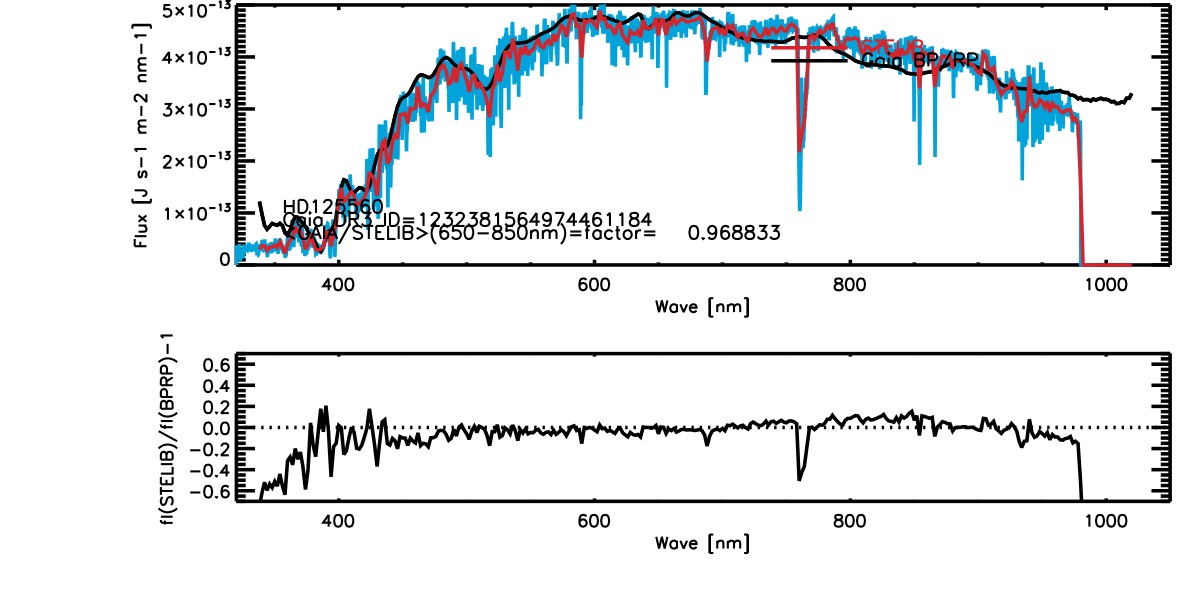 5×10−13
4×10−13
3×10−13
2×10−13
1×10−13
0
Flux [J s−1 m−2 nm−1]
Gaia BP/RP
HD125560
Gaia DR3 ID=1232381564974461184
<GAIA/STELIB>(650−850nm)=factor= 0.968833
400 600 800 1000
Wave [nm]
0.6
0.4
0.2
0.0
−0.2
−0.4
−0.6
fl(STELIB)/fl(BPRP)−1
400 600 800 1000
Wave [nm]